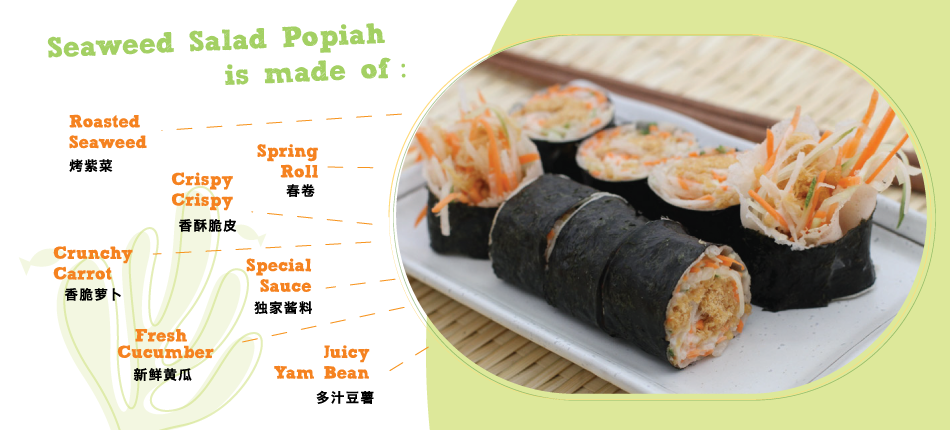 Seaweed Salad Popiah
is made of :
Roasted
Seaweed
烤紫菜
Spring
Roll
春卷
Crispy
Crispy
香酥脆皮
Crunchy
Carrot
香脆萝卜
Special
Sauce
独家酱料
Fresh
Cucumber
新鲜黄瓜
Juicy
Yam Bean
多汁豆薯